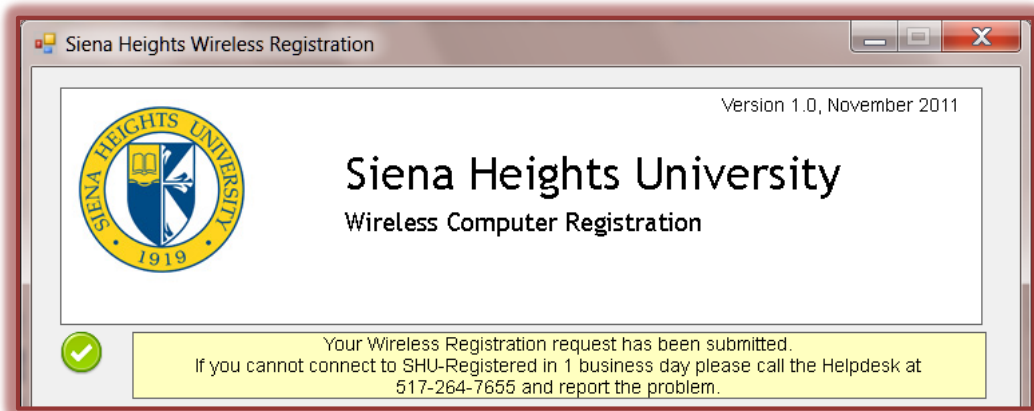 Siena Heights Wireless Registration
Version 1.0, November 2011
SIENA HEIGHTS UNIVERSITY
1919
Siena Heights University
Wireless Computer Registration
Your Wireless Registration request has been submitted.
If you cannot connect to SHU-Registered in 1 business day please call the Helpdesk at
517-264-7655 and report the problem.